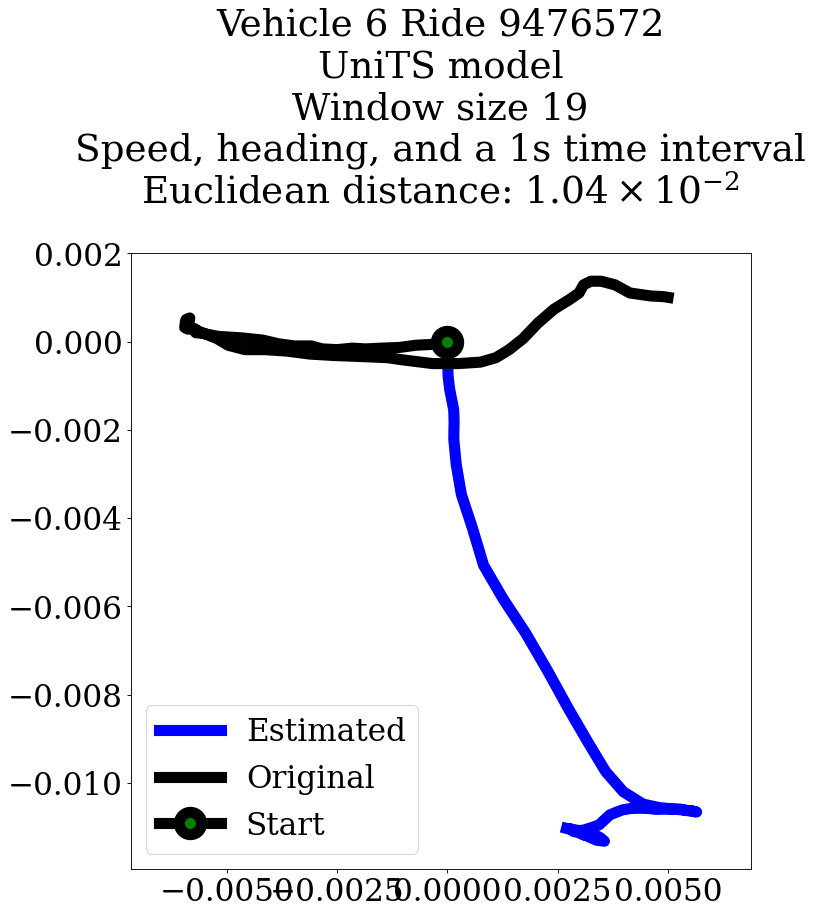 Vehicle 6 Ride 9476572
UniTS model
Window size 19
Speed, heading, and a 1s time interval
Euclidean distance: 1.04 × 10⁻²
0.002
0.000
−0.002
−0.004
−0.006
−0.008
−0.010
Estimated
Original
Start
−0.0050 −0.0025 0.0000 0.0025 0.0050